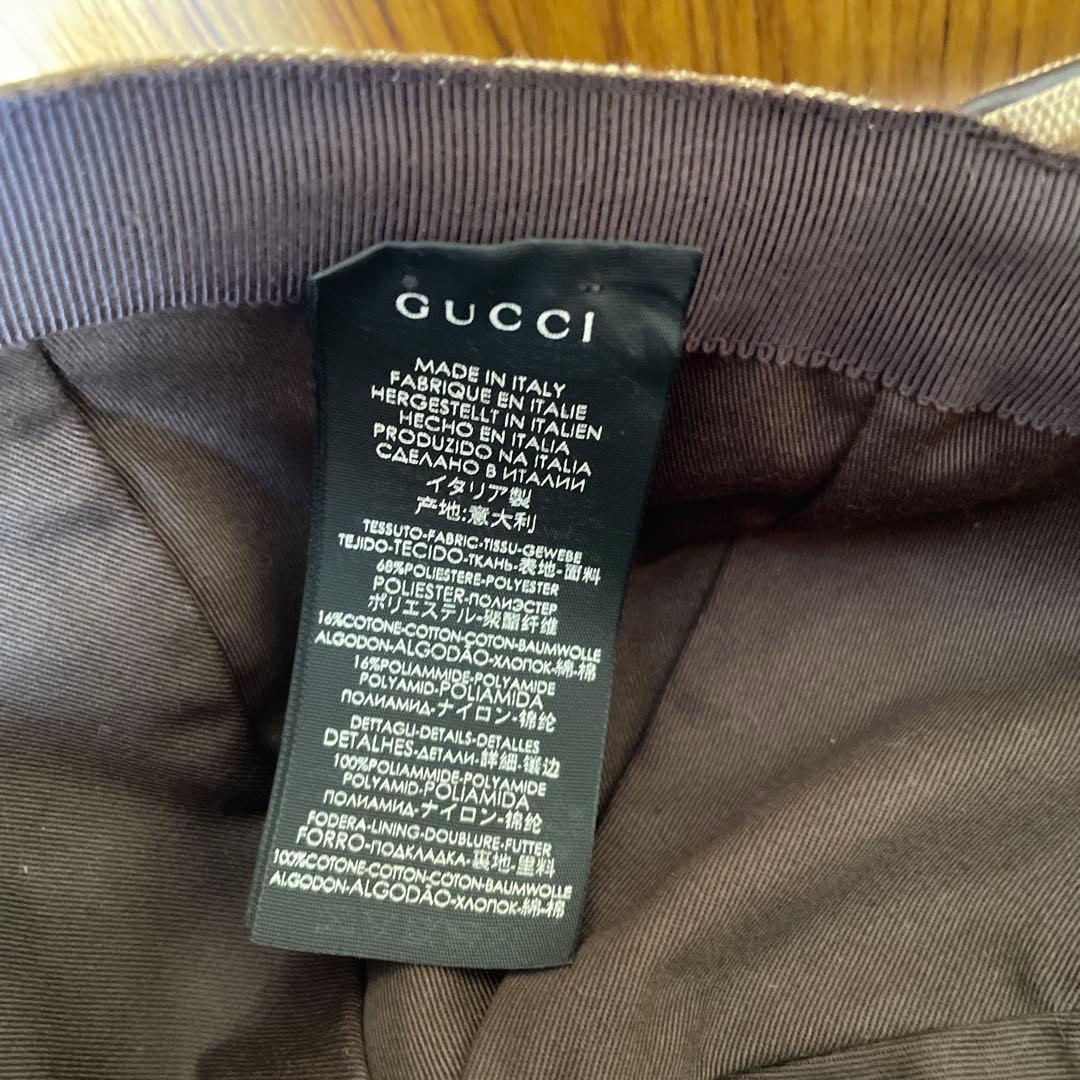 GUCCI
MADE IN ITALY
FABRIQUE EN ITALIE
HERGESTELLT IN ITALIEN
HECHO EN ITALIA
PRODUZIDO NA ITALIA
СДЕЛАНО В ИТАЛИИ
イタリア製
产地:意大利
TESSUTO-FABRIC-TISSU-GEWEBE
TEJIDO-TECIDO-ТКАНЬ-表地-面料
68%POLIESTERE-POLYESTER
POLIESTER-ПОЛИЭСТЕР
ポリエステル-聚酯纤维
16%COTONE-COTTON-COTON-BAUMWOLLE
ALGODON-ALGODÃO-ХЛОПОК-綿-棉
16%POLIAMMIDE-POLYAMIDE
POLYAMID-POLIAMIDA
ПОЛИАМИД-ナイロン-锦纶
DETTAGLI-DETAILS-DETALLES
DETALHES-ДЕТАЛИ-詳細-镶边
100%POLIAMMIDE-POLYAMIDE
POLYAMID-POLIAMIDA
ПОЛИАМИД-ナイロン-锦纶
FODERA-LINING-DOUBLURE-FUTTER
FORRO-ПОДКЛАДКА-裏地-里料
100%COTONE-COTTON-COTON-BAUMWOLLE
ALGODON-ALGODÃO-ХЛОПОК-綿-棉